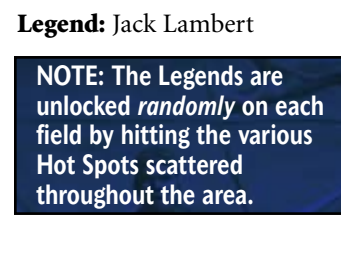 Legend: Jack Lambert
NOTE: The Legends are
unlocked randomly on each
field by hitting the various
Hot Spots scattered
throughout the area.